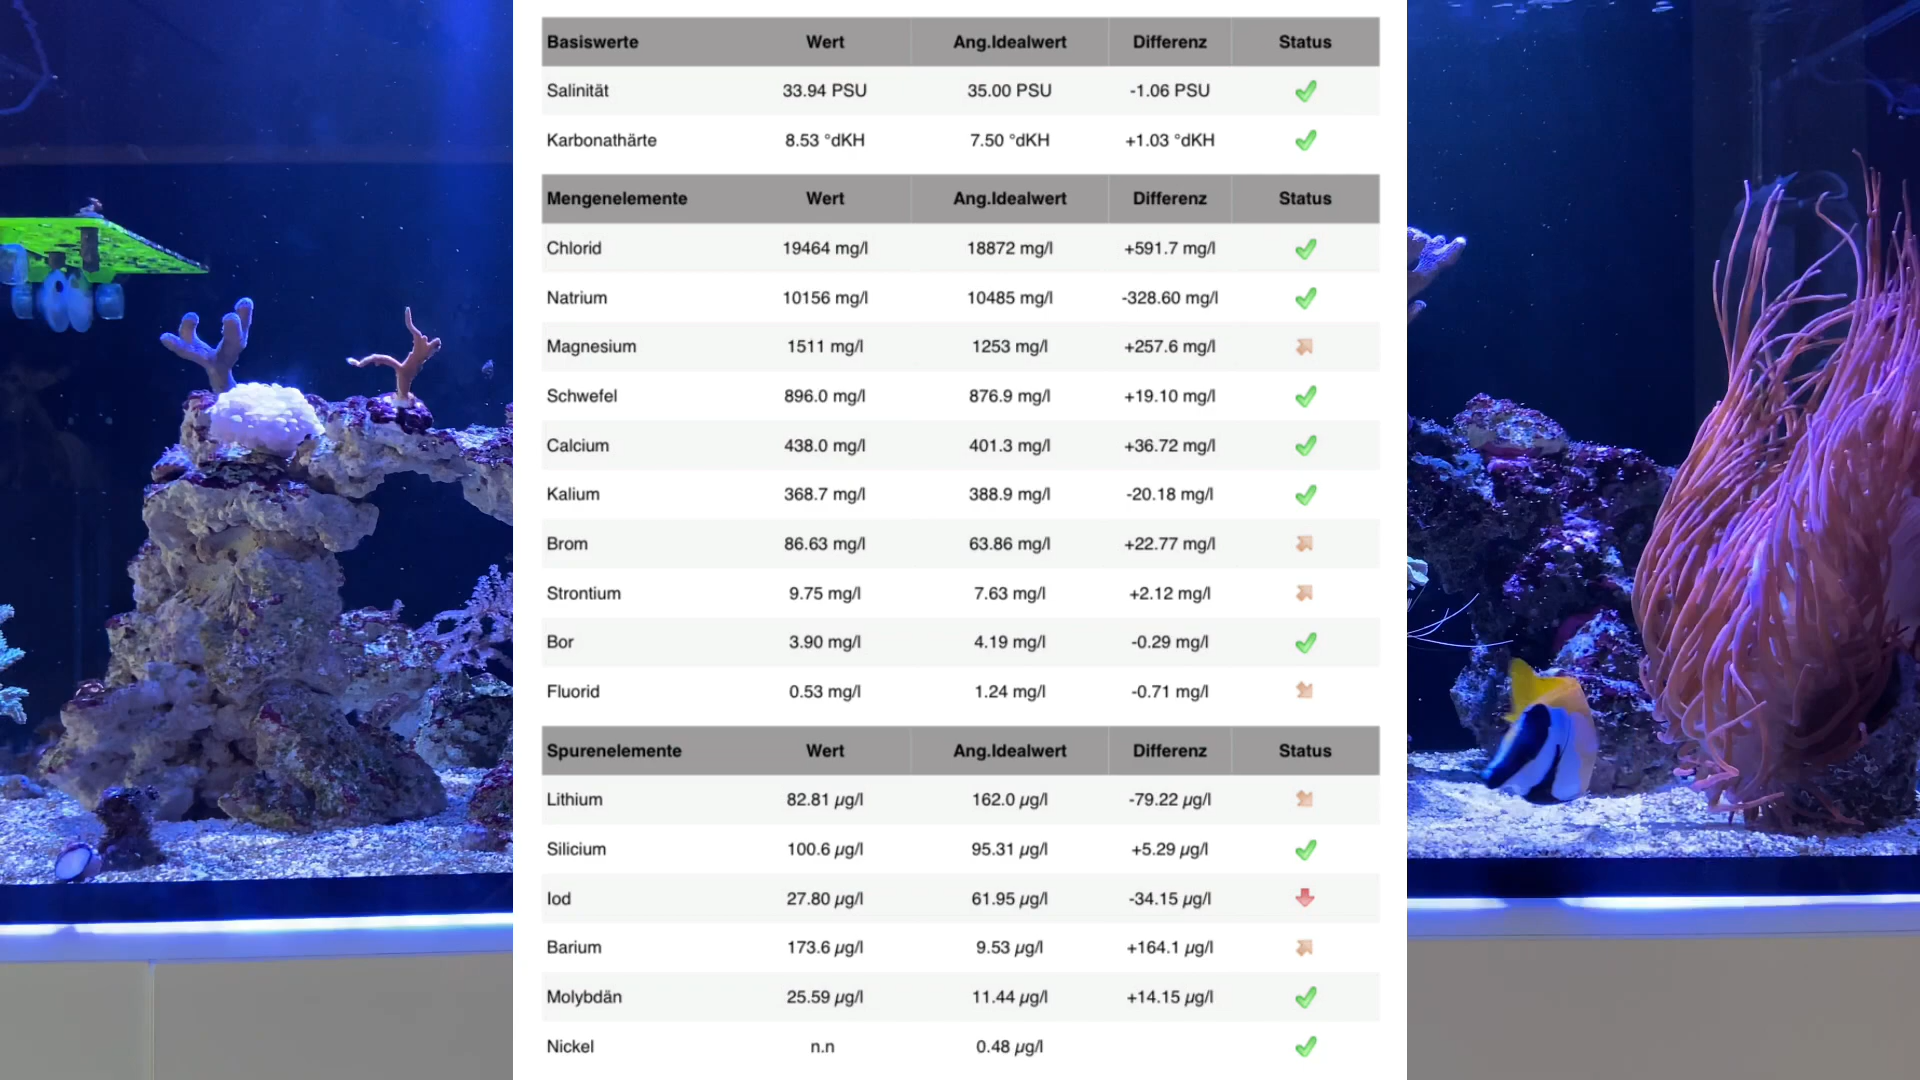 Basiswerte Wert Ang.Idealwert Differenz Status
Salinität 33.94 PSU 35.00 PSU -1.06 PSU
Karbonathärte 8.53 °dKH 7.50 °dKH +1.03 °dKH
Mengenelemente Wert Ang.Idealwert Differenz Status
Chlorid 19464 mg/l 18872 mg/l +591.7 mg/l
Natrium 10156 mg/l 10485 mg/l -328.60 mg/l
Magnesium 1511 mg/l 1253 mg/l +257.6 mg/l
Schwefel 896.0 mg/l 876.9 mg/l +19.10 mg/l
Calcium 438.0 mg/l 401.3 mg/l +36.72 mg/l
Kalium 368.7 mg/l 388.9 mg/l -20.18 mg/l
Brom 86.63 mg/l 63.86 mg/l +22.77 mg/l
Strontium 9.75 mg/l 7.63 mg/l +2.12 mg/l
Bor 3.90 mg/l 4.19 mg/l -0.29 mg/l
Fluorid 0.53 mg/l 1.24 mg/l -0.71 mg/l
Spurenelemente Wert Ang.Idealwert Differenz Status
Lithium 82.81 µg/l 162.0 µg/l -79.22 µg/l
Silicium 100.6 µg/l 95.31 µg/l +5.29 µg/l
Iod 27.80 µg/l 61.95 µg/l -34.15 µg/l
Barium 173.6 µg/l 9.53 µg/l +164.1 µg/l
Molybdän 25.59 µg/l 11.44 µg/l +14.15 µg/l
Nickel n.n 0.48 µg/l